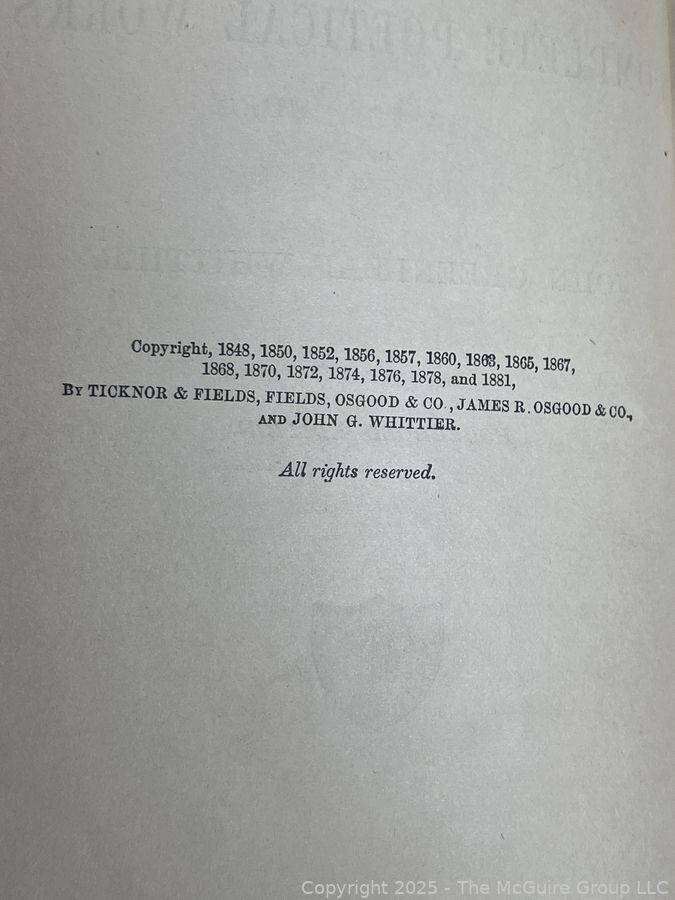 Copyright, 1848, 1850, 1852, 1856, 1857, 1860, 1863, 1865, 1867,
1868, 1870, 1872, 1874, 1876, 1878, and 1881,
By TICKNOR & FIELDS, FIELDS, OSGOOD & CO., JAMES R. OSGOOD & CO.,
AND JOHN G. WHITTIER.
All rights reserved.
Copyright 2025 - The McGuire Group LLC